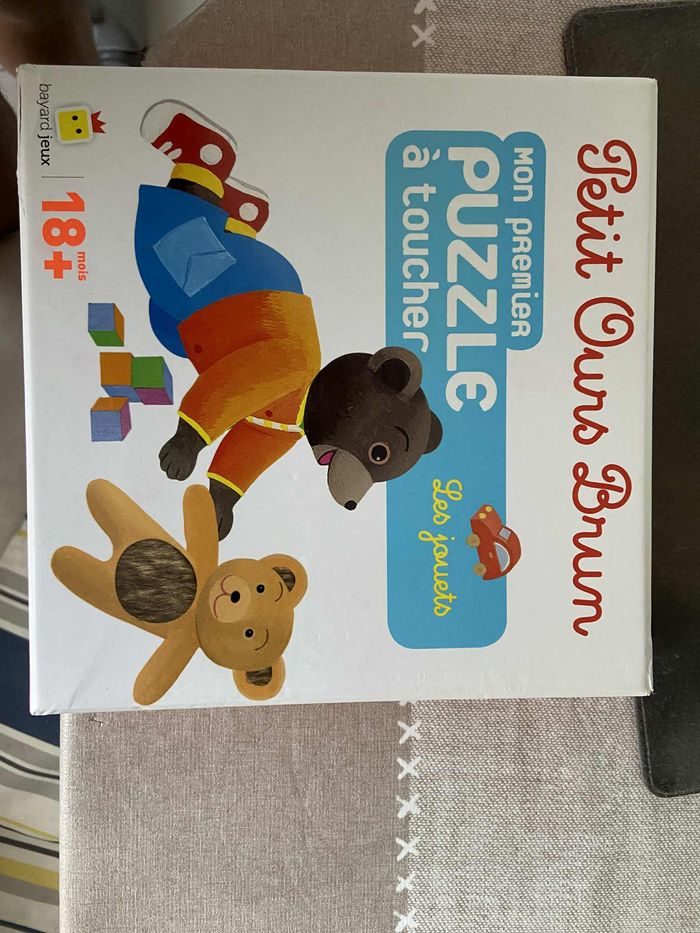 Petit Ours Brun
Mon premier
PUZZLE
à toucher
Les jouets
bayard jeux
18+
mois